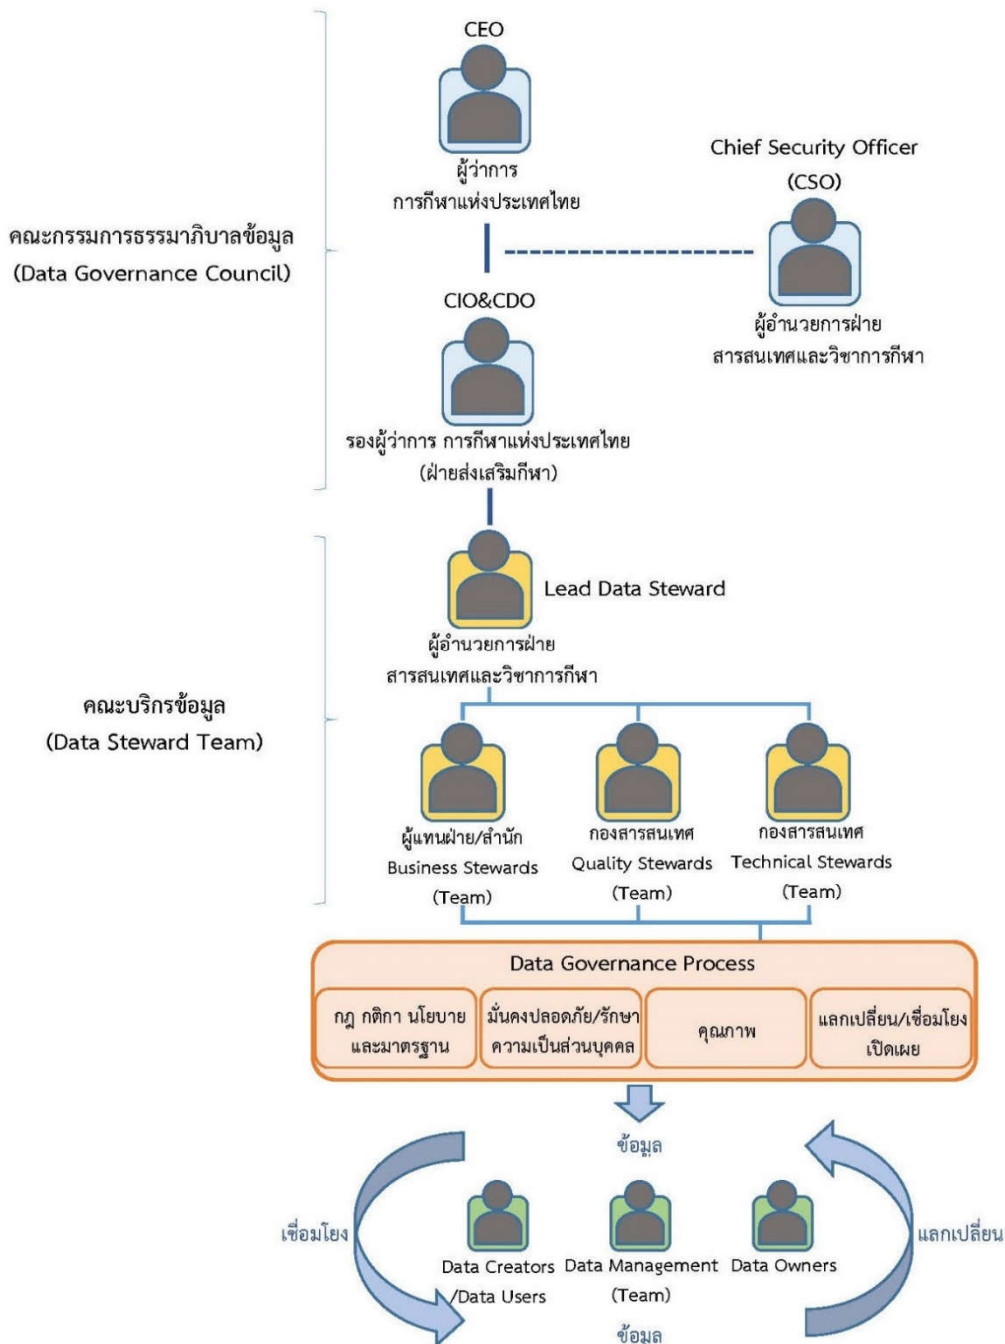 CEO
ผู้ว่าการ
การกีฬาแห่งประเทศไทย
Chief Security Officer
(CSO)
ผู้อำนวยการฝ่าย
สารสนเทศและวิชาการกีฬา
คณะกรรมการธรรมาภิบาลข้อมูล
(Data Governance Council)
CIO&CDO
รองผู้ว่าการ การกีฬาแห่งประเทศไทย
(ฝ่ายส่งเสริมกีฬา)
Lead Data Steward
ผู้อำนวยการฝ่าย
สารสนเทศและวิชาการกีฬา
คณะบริกรข้อมูล
(Data Steward Team)
ผู้แทนฝ่าย/สำนัก
Business Stewards
(Team)
กองสารสนเทศ
Quality Stewards
(Team)
กองสารสนเทศ
Technical Stewards
(Team)
Data Governance Process
กฎ กติกา นโยบาย
และมาตรฐาน
มั่นคงปลอดภัย/รักษา
ความเป็นส่วนบุคคล
คุณภาพ
แลกเปลี่ยน/เชื่อมโยง
เปิดเผย
ข้อมูล
เชื่อมโยง
แลกเปลี่ยน
Data Creators
/Data Users
Data Management
(Team)
Data Owners
ข้อมูล